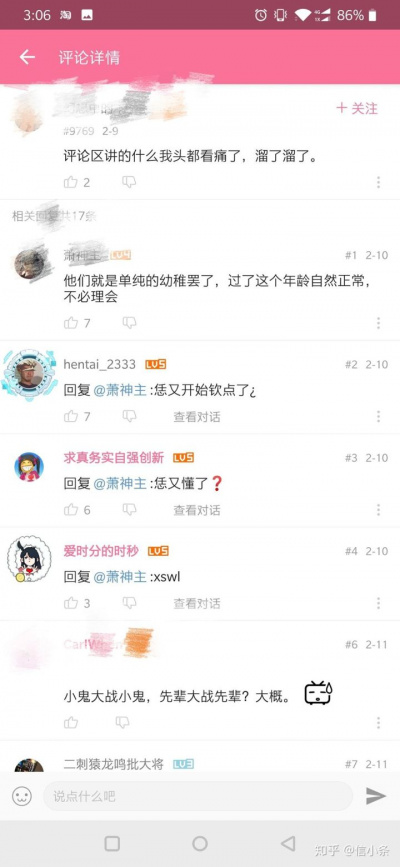 3:06
86%
评论详情
+ 关注
#9769 2-9
评论区讲的什么我头都看痛了，溜了溜了。
2
相关回复共17条
萧神主 LV4
#1 2-10
他们就是单纯的幼稚罢了，过了这个年龄自然正常，
不必理会
7
hentai_2333 LV5
#2 2-10
回复 @萧神主 :恁又开始钦点了¿
7 查看对话
求真务实自强创新 LV5
#3 2-10
回复 @萧神主 :恁又懂了❓
6 查看对话
爱时分的时秒 LV5
#4 2-10
回复 @萧神主 :xswl
3 查看对话
#6 2-11
小鬼大战小鬼，先辈大战先辈？大概。
二刺猿龙鸣批大将 LV3
#7 2-11
说点什么吧
知乎 @信小条